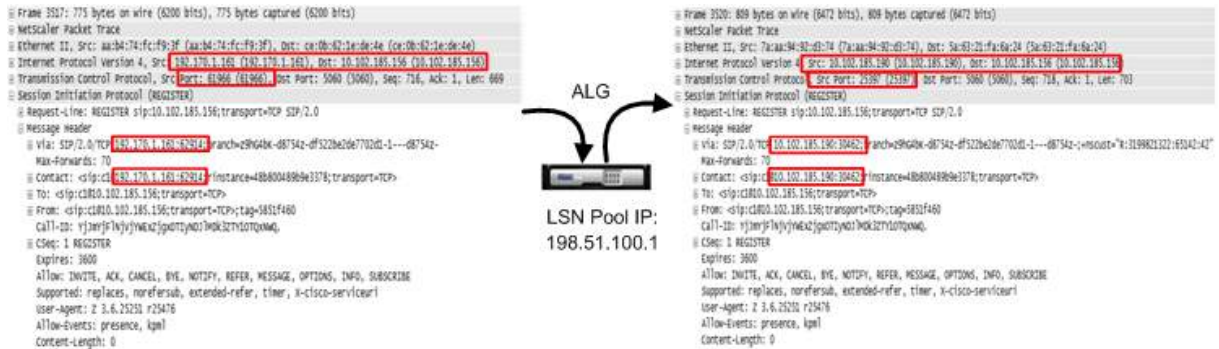 Frame 3517: 775 bytes on wire (6200 bits), 775 bytes captured (6200 bits)
NetScaler Packet Trace
Ethernet II, Src: aa:b4:74:fc:f9:3f (aa:b4:74:fc:f9:3f), Dst: ce:0b:62:1e:de:4e (ce:0b:62:1e:de:4e)
Internet Protocol Version 4, Src: 192.170.1.161 (192.170.1.161), Dst: 10.102.185.156 (10.102.185.156)
Transmission Control Protocol, Src Port: 61966 (61966), Dst Port: 5060 (5060), Seq: 716, Ack: 1, Len: 669
Session Initiation Protocol (REGISTER)
Request-Line: REGISTER sip:10.102.185.156;transport=TCP SIP/2.0
Message Header
Via: SIP/2.0/TCP 192.170.1.161:62914; branch=z9hG4bK-d8754z-df522be2de7702d1-1---d8754z-
Max-Forwards: 70
Contact: <sip:c1@192.170.1.161:62914;rinstance=48b800489b9e3378;transport=TCP>
To: <sip:c1@10.102.185.156;transport=TCP>
From: <sip:c1@10.102.185.156;transport=TCP>;tag=5851f460
Call-ID:
CSeq: 1 REGISTER
Expires: 3600
Allow: INVITE, ACK, CANCEL, BYE, NOTIFY, REFER, MESSAGE, OPTIONS, INFO, SUBSCRIBE
Supported: replaces, norefersub, extended-refer, timer, X-cisco-serviceuri
User-Agent: Z 3.6.25251 r25476
Allow-Events: presence, kpml
Content-Length: 0
ALG
LSN Pool IP:
198.51.100.1
Frame 3520: 809 bytes on wire (6472 bits), 809 bytes captured (6472 bits)
NetScaler Packet Trace
Ethernet II, Src: 7a:aa:94:92:d3:74 (7a:aa:94:92:d3:74), Dst: 5a:63:21:fa:6a:24 (5a:63:21:fa:6a:24)
Internet Protocol Version 4, Src: 10.102.185.190 (10.102.185.190), Dst: 10.102.185.156 (10.102.185.156
Transmission Control Protocol, Src Port: 25397 (25397), Dst Port: 5060 (5060), Seq: 718, Ack: 1, Len: 703
Session Initiation Protocol (REGISTER)
Request-Line: REGISTER sip:10.102.185.156;transport=TCP SIP/2.0
Message Header
Via: SIP/2.0/TCP 10.102.185.190:30462; branch=z9hG4bK-d8754z-df522be2de7702d1-1---d8754z-;
Max-Forwards: 70
Contact: <sip:c1@10.102.185.190:30462;rinstance=48b800489b9e3378;transport=TCP>
To: <sip:c1@10.102.185.156;transport=TCP>
From: <sip:c1@10.102.185.156;transport=TCP>;tag=5851f460
Call-ID:
CSeq: 1 REGISTER
Expires: 3600
Allow: INVITE, ACK, CANCEL, BYE, NOTIFY, REFER, MESSAGE, OPTIONS, INFO, SUBSCRIBE
Supported: replaces, norefersub, extended-refer, timer, X-cisco-serviceuri
User-Agent: Z 3.6.25251 r25476
Allow-Events: presence, kpml
Content-Length: 0